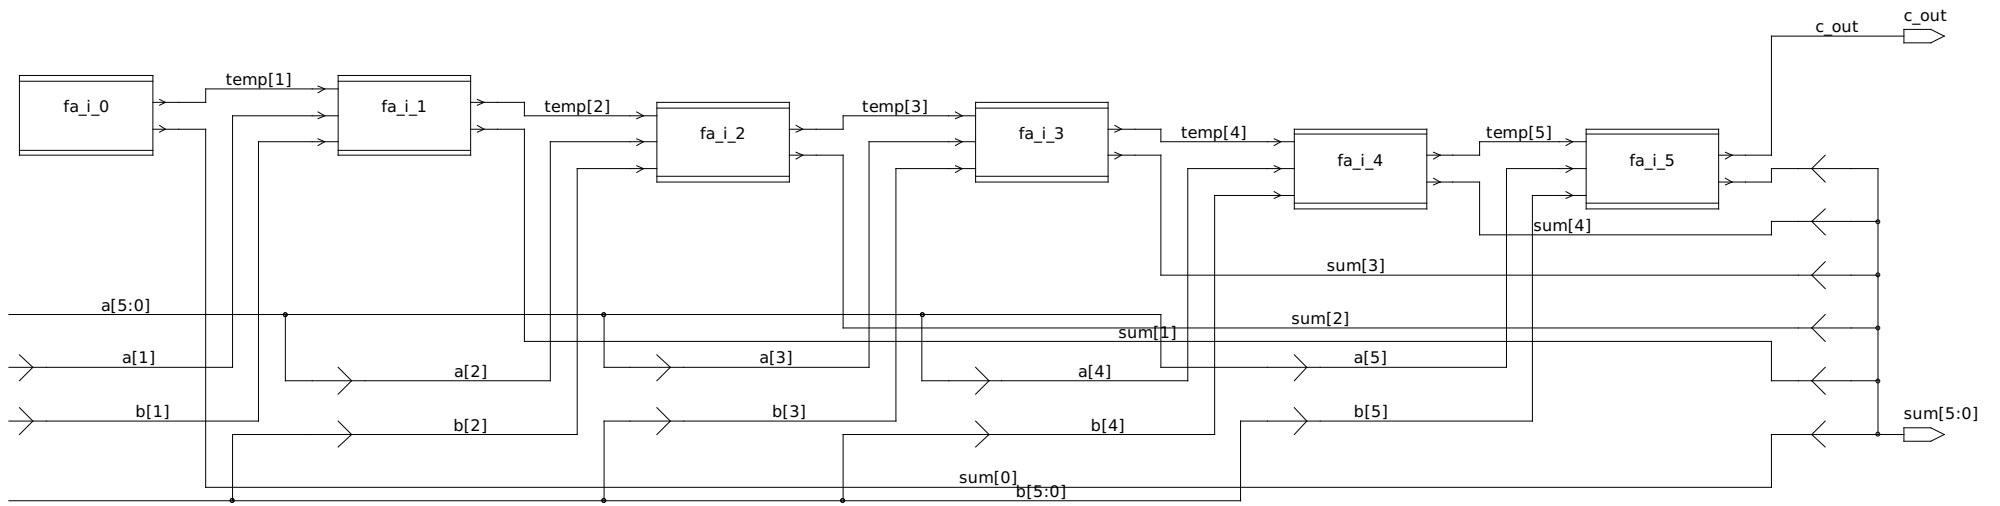 c_out
c_out
temp[1]
temp[2]
temp[3]
temp[4]
temp[5]
fa_i_0
fa_i_1
fa_i_2
fa_i_3
fa_i_4
fa_i_5
sum[4]
sum[3]
a[5:0]
sum[2]
sum[1]
a[1]
a[2]
a[3]
a[4]
a[5]
b[1]
b[2]
b[3]
b[4]
b[5]
sum[5:0]
sum[0]
b[5:0]